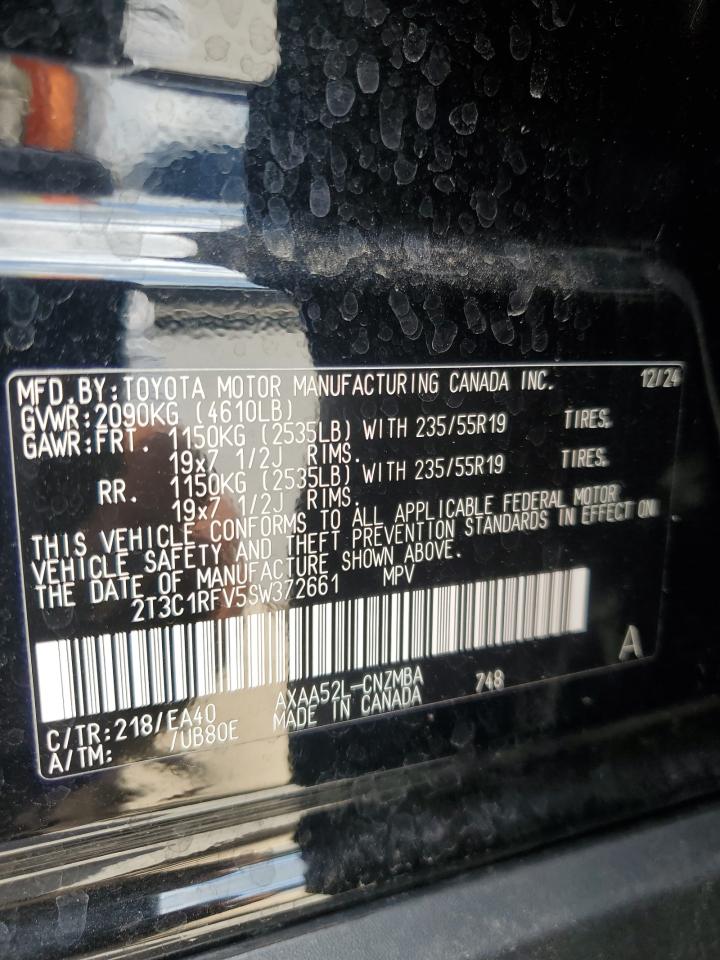 MFD.BY:TOYOTA MOTOR MANUFACTURING CANADA INC. 12/24
GVWR:2090KG (4610LB)
GAWR:FRT. 1150KG (2535LB) WITH 235/55R19 TIRES.
19x7 1/2J RIMS.
RR. 1150KG (2535LB) WITH 235/55R19 TIRES.
19x7 1/2J RIMS.
THIS VEHICLE CONFORMS TO ALL APPLICABLE FEDERAL MOTOR
VEHICLE SAFETY AND THEFT PREVENTION STANDARDS IN EFFECT ON
THE DATE OF MANUFACTURE SHOWN ABOVE.
2T3C1RFV5SW372661 MPV
A
C/TR:218/EA40 AXAA52L-CNZMBA 748
A/TM: /UB80E MADE IN CANADA